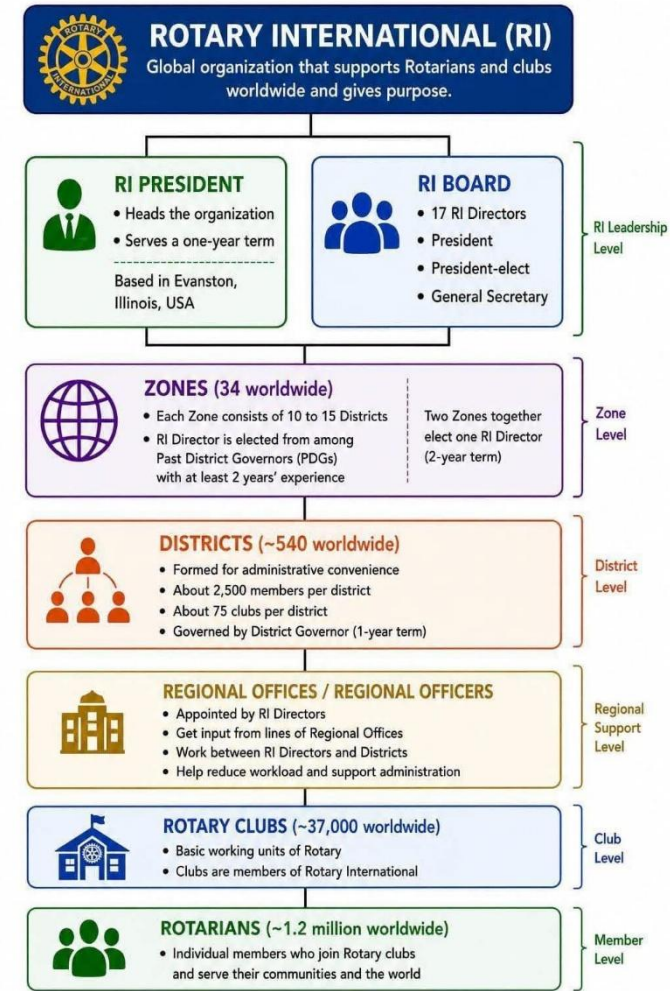 ROTARY
INTERNATIONAL
ROTARY INTERNATIONAL (RI)
Global organization that supports Rotarians and clubs
worldwide and gives purpose.
RI PRESIDENT
• Heads the organization
• Serves a one-year term
Based in Evanston,
Illinois, USA
RI BOARD
• 17 RI Directors
• President
• President-elect
• General Secretary
RI Leadership
Level
ZONES (34 worldwide)
• Each Zone consists of 10 to 15 Districts
• RI Director is elected from among
Past District Governors (PDGs)
with at least 2 years' experience
Two Zones together
elect one RI Director
(2-year term)
Zone
Level
DISTRICTS (~540 worldwide)
• Formed for administrative convenience
• About 2,500 members per district
• About 75 clubs per district
• Governed by District Governor (1-year term)
District
Level
REGIONAL OFFICES / REGIONAL OFFICERS
• Appointed by RI Directors
• Get input from lines of Regional Offices
• Work between RI Directors and Districts
• Help reduce workload and support administration
Regional
Support
Level
ROTARY CLUBS (~37,000 worldwide)
• Basic working units of Rotary
• Clubs are members of Rotary International
Club
Level
ROTARIANS (~1.2 million worldwide)
• Individual members who join Rotary clubs
and serve their communities and the world
Member
Level